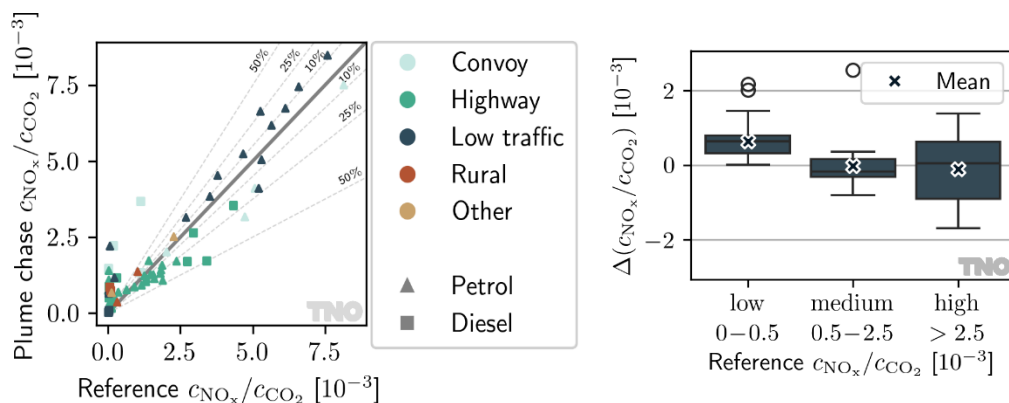 Plume chase c_NOx/c_CO2 [10⁻³]
7.5
5.0
2.5
0.0
0.0 2.5 5.0 7.5
Reference c_NOx/c_CO2 [10⁻³]
50% 25% 10%
10%
25%
50%
TNO
Convoy
Highway
Low traffic
Rural
Other
Petrol
Diesel
Δ(c_NOx/c_CO2) [10⁻³]
2
0
−2
Mean
TNO
low medium high
0−0.5 0.5−2.5 > 2.5
Reference c_NOx/c_CO2 [10⁻³]